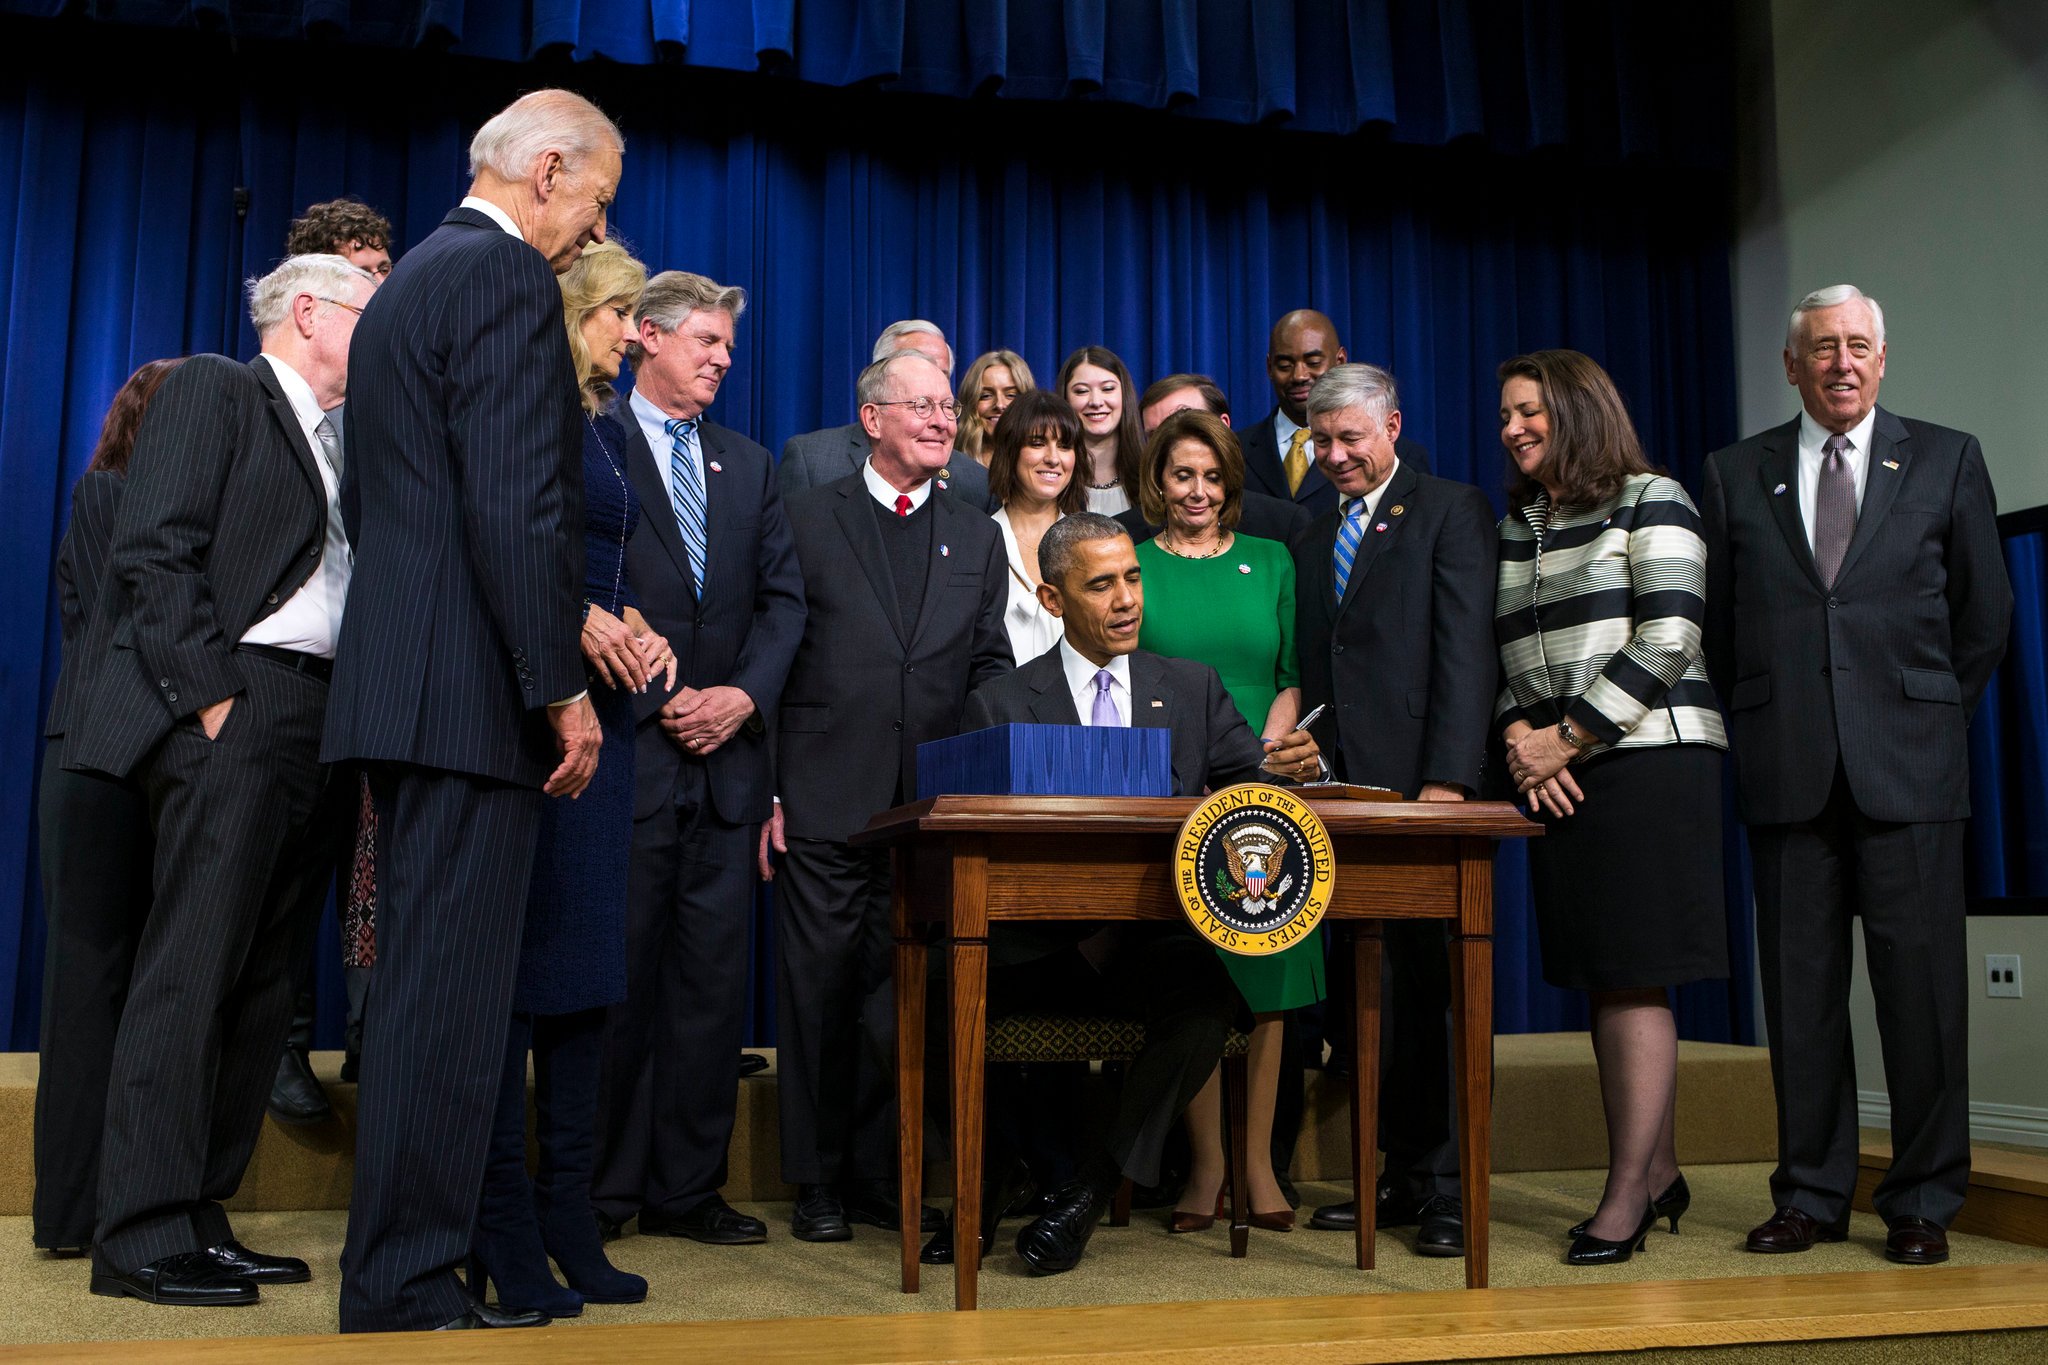 SEAL OF THE PRESIDENT OF THE UNITED STATES